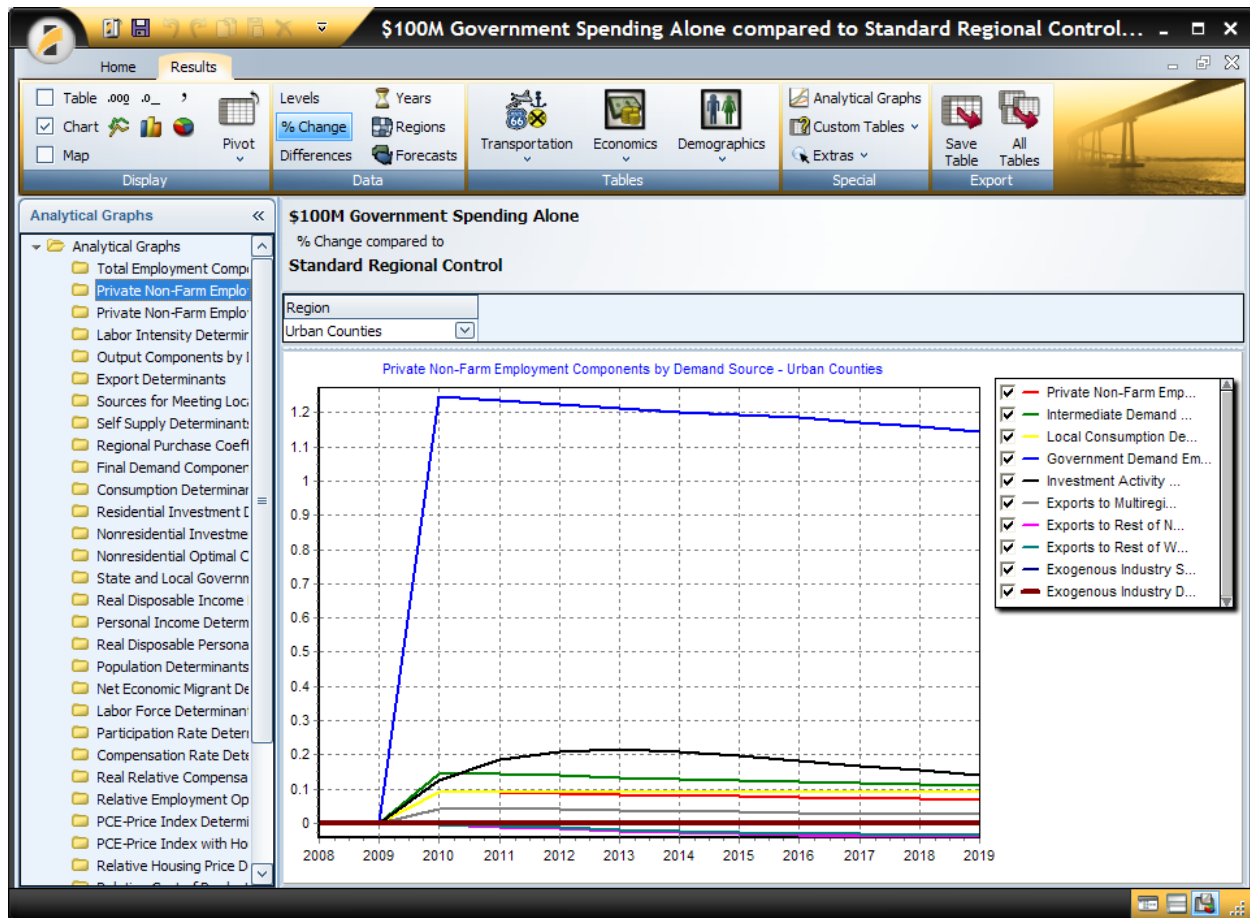 $100M Government Spending Alone compared to Standard Regional Control...
Home Results
Table .000 .0_ ,
Chart
Map
Pivot
Display
Levels Years
% Change Regions
Differences Forecasts
Data
Transportation Economics Demographics
Tables
Analytical Graphs
Custom Tables
Extras
Special
Save Table
All Tables
Export
Analytical Graphs «
Analytical Graphs
Total Employment Comp
Private Non-Farm Emplo
Private Non-Farm Emplo
Labor Intensity Determir
Output Components by I
Export Determinants
Sources for Meeting Loc
Self Supply Determinant
Regional Purchase Coeff
Final Demand Componer
Consumption Determinar
Residential Investment D
Nonresidential Investme
Nonresidential Optimal C
State and Local Governm
Real Disposable Income
Personal Income Determ
Real Disposable Persona
Population Determinants
Net Economic Migrant De
Labor Force Determinan
Participation Rate Deter
Compensation Rate Dete
Real Relative Compensa
Relative Employment Op
PCE-Price Index Determi
PCE-Price Index with Ho
Relative Housing Price D
$100M Government Spending Alone
% Change compared to
Standard Regional Control
Region
Urban Counties
Private Non-Farm Employment Components by Demand Source - Urban Counties
1.2
1.1
1
0.9
0.8
0.7
0.6
0.5
0.4
0.3
0.2
0.1
0
2008 2009 2010 2011 2012 2013 2014 2015 2016 2017 2018 2019
Private Non-Farm Emp...
Intermediate Demand ...
Local Consumption De...
Government Demand Em...
Investment Activity ...
Exports to Multiregi...
Exports to Rest of N...
Exports to Rest of W...
Exogenous Industry S...
Exogenous Industry D...